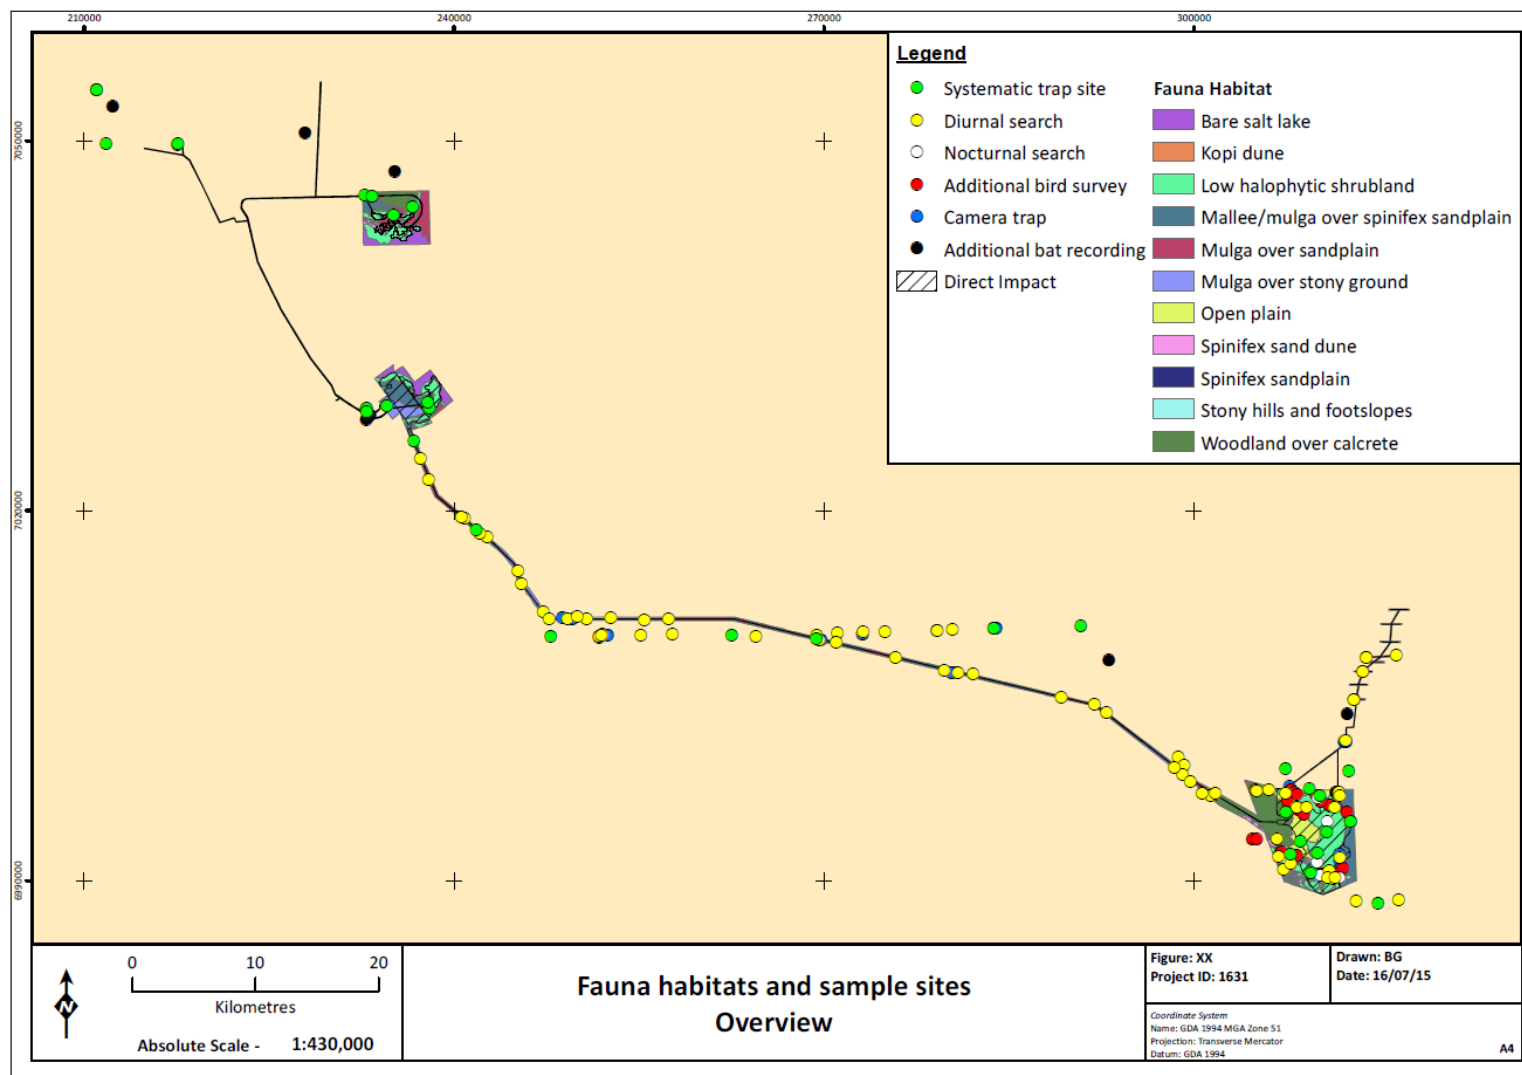 210000
240000
270000
300000
7050000
7020000
6990000
Legend
Systematic trap site
Diurnal search
Nocturnal search
Additional bird survey
Camera trap
Additional bat recording
Direct Impact
Fauna Habitat
Bare salt lake
Kopi dune
Low halophytic shrubland
Mallee/mulga over spinifex sandplain
Mulga over sandplain
Mulga over stony ground
Open plain
Spinifex sand dune
Spinifex sandplain
Stony hills and footslopes
Woodland over calcrete
N
0 10 20
Kilometres
Absolute Scale - 1:430,000
Fauna habitats and sample sites
Overview
Figure: XX
Project ID: 1631
Drawn: BG
Date: 16/07/15
Coordinate System
Name: GDA 1994 MGA Zone 51
Projection: Transverse Mercator
Datum: GDA 1994
A4